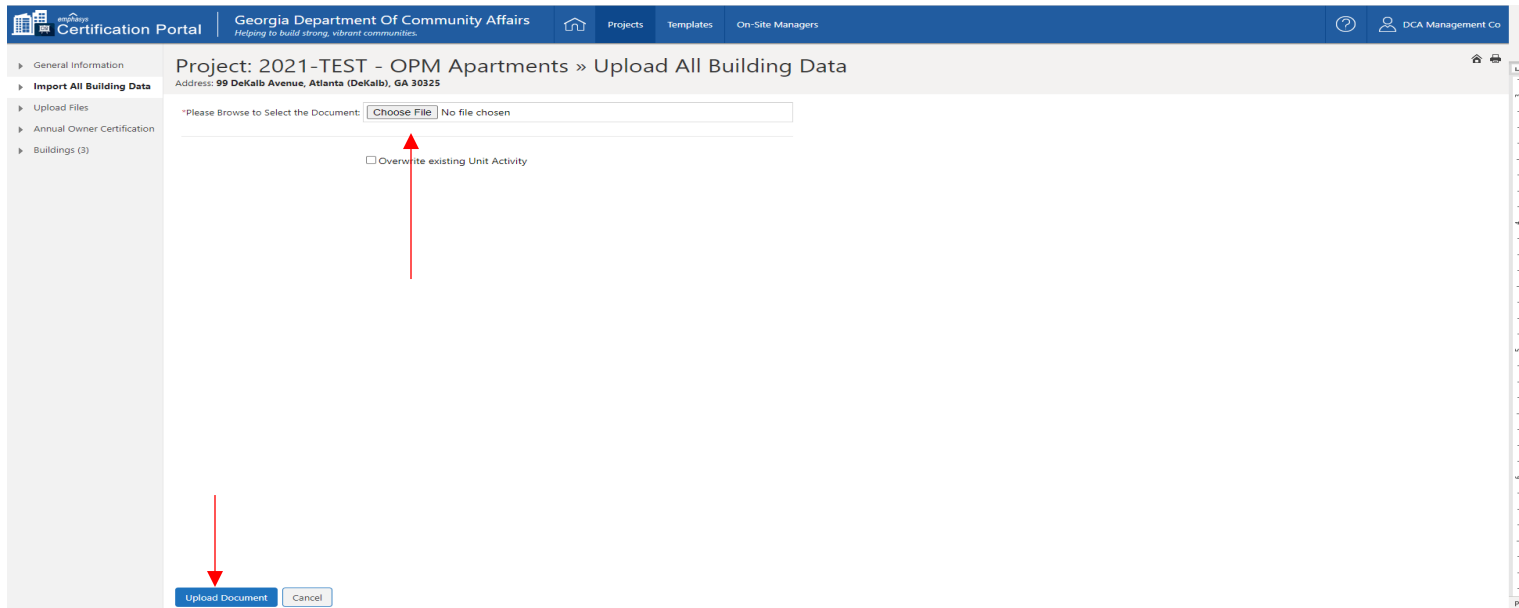 emphasys
Certification Portal
Georgia Department Of Community Affairs
Helping to build strong, vibrant communities.
Projects
Templates
On-Site Managers
DCA Management Co
General Information
Import All Building Data
Upload Files
Annual Owner Certification
Buildings (3)
Project: 2021-TEST - OPM Apartments » Upload All Building Data
Address: 99 DeKalb Avenue, Atlanta (DeKalb), GA 30325
*Please Browse to Select the Document: Choose File No file chosen
Overwrite existing Unit Activity
Upload Document
Cancel